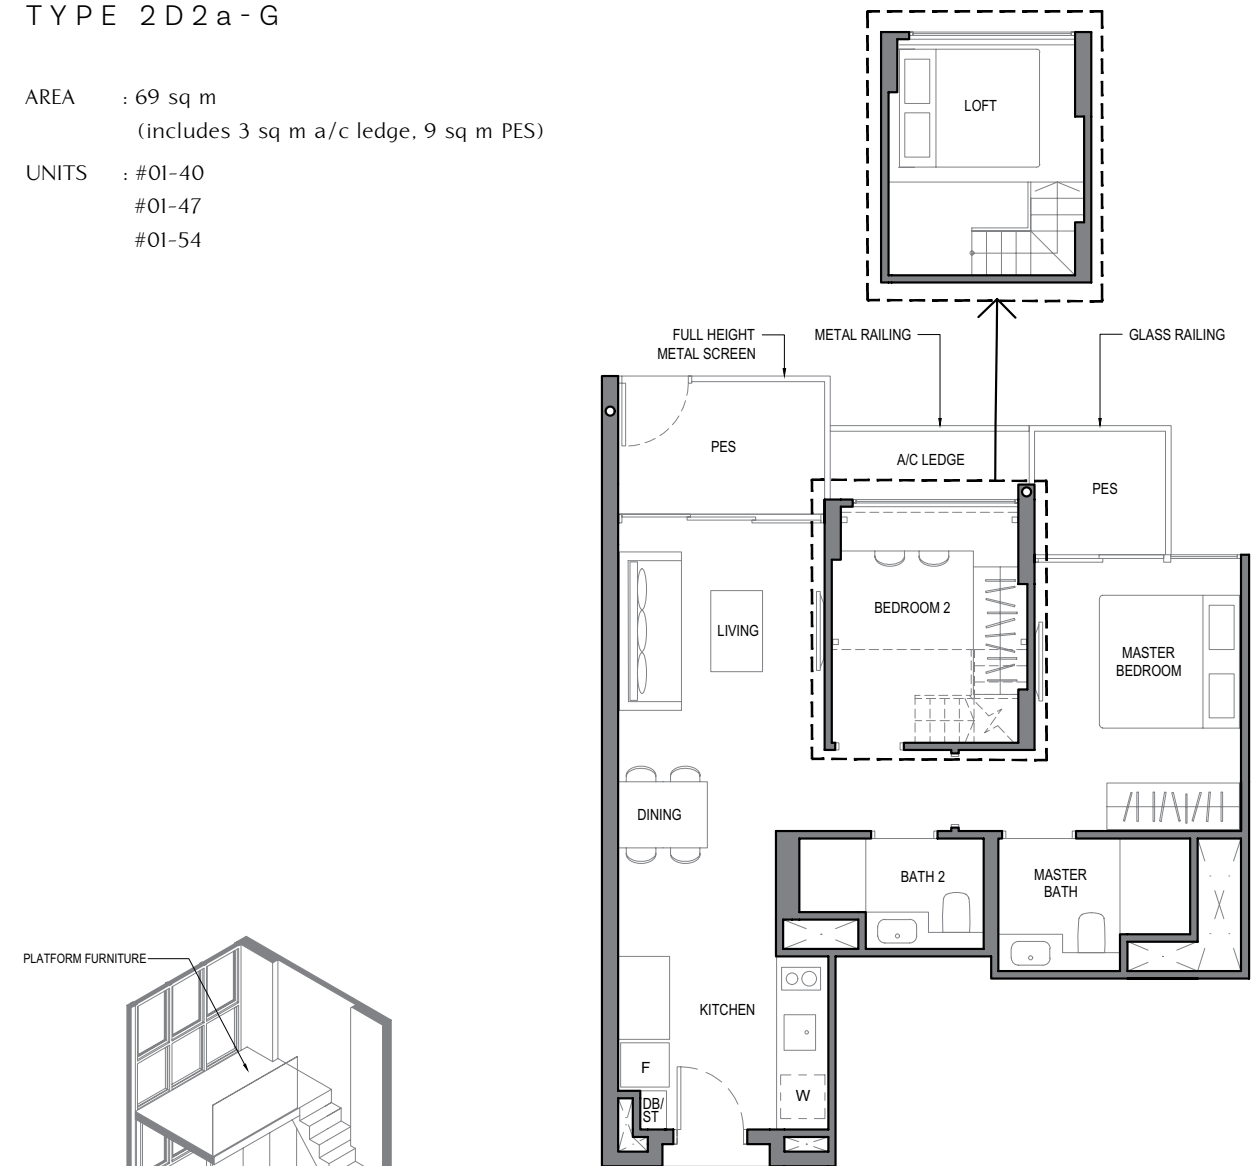 TYPE 2D2a-G
AREA : 69 sq m
(includes 3 sq m a/c ledge, 9 sq m PES)
UNITS : #01-40
#01-47
#01-54
LOFT
FULL HEIGHT
METAL SCREEN
METAL RAILING
GLASS RAILING
PES
A/C LEDGE
PES
BEDROOM 2
LIVING
MASTER
BEDROOM
DINING
BATH 2
MASTER
BATH
PLATFORM FURNITURE
KITCHEN
F
W
DB/
ST